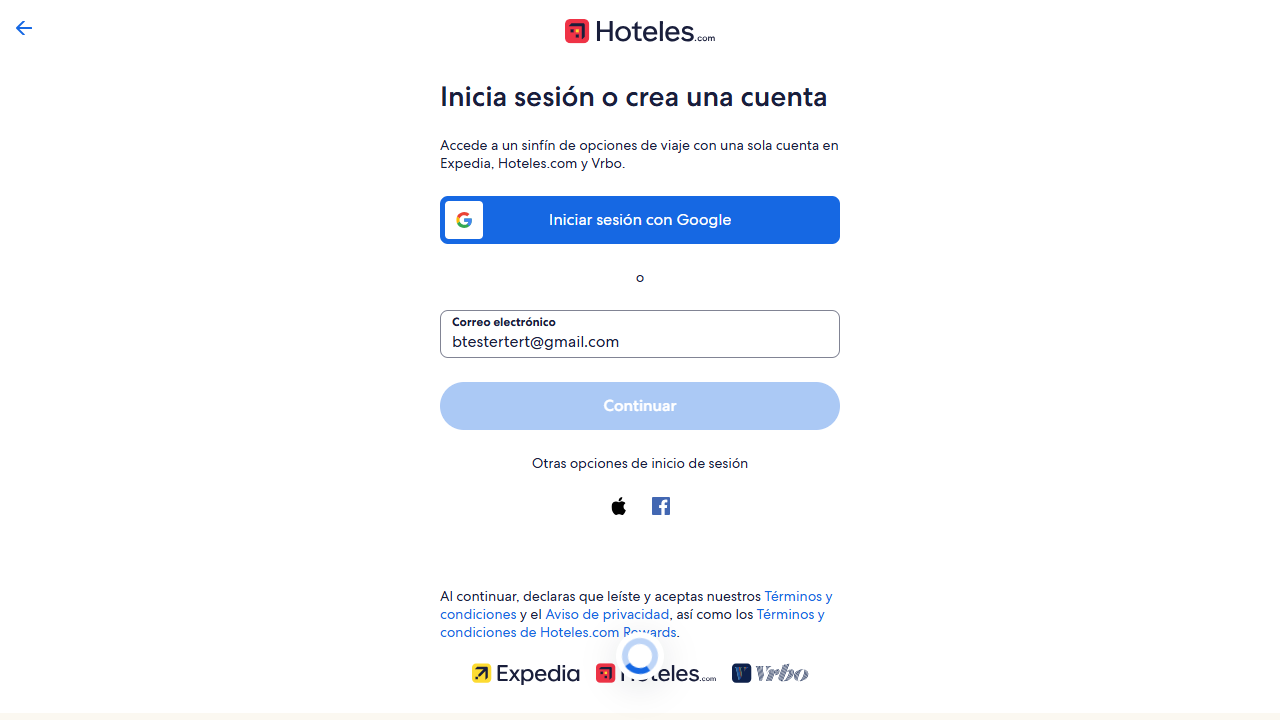 Hoteles.com
Inicia sesión o crea una cuenta
Accede a un sinfín de opciones de viaje con una sola cuenta en
Expedia, Hoteles.com y Vrbo.
Iniciar sesión con Google
o
Correo electrónico
btestertert@gmail.com
Continuar
Otras opciones de inicio de sesión
Al continuar, declaras que leíste y aceptas nuestros Términos y
condiciones y el Aviso de privacidad, así como los Términos y
condiciones de Hoteles.com Rewards.
Expedia Hoteles.com Vrbo